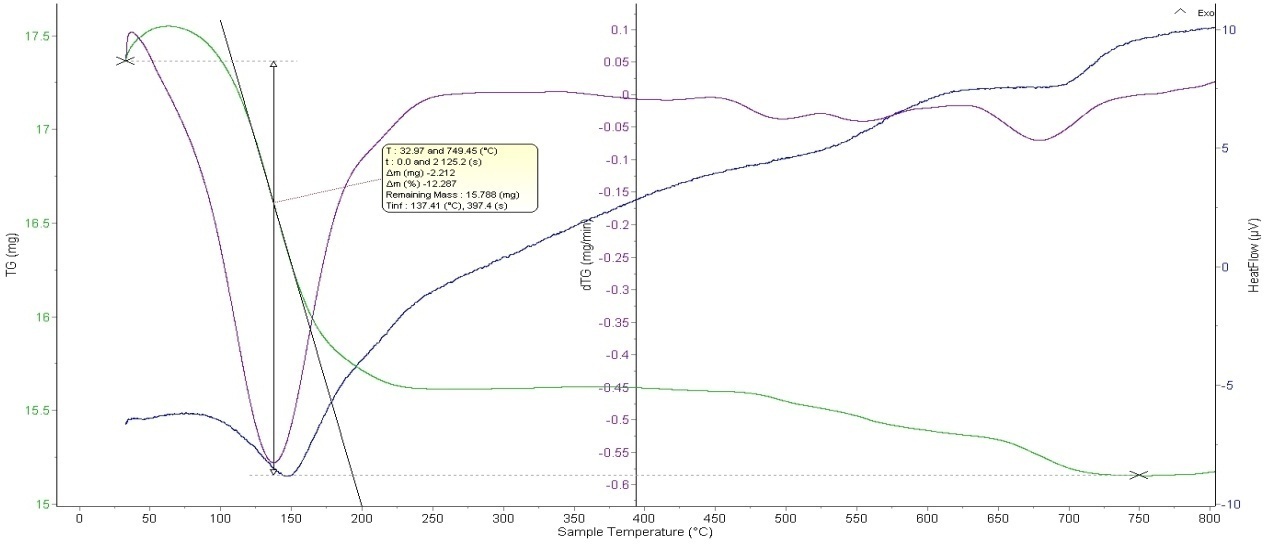 Exo
17.5
17
16.5
16
15.5
15
TG (mg)
T : 32.97 and 749.45 (°C)
t : 0.0 and 2 125.2 (s)
Δm (mg) -2.212
Δm (%) -12.287
Remaining Mass : 15.788 (mg)
Tinf : 137.41 (°C), 397.4 (s)
0.1
0.05
0
-0.05
-0.1
-0.15
-0.2
-0.25
-0.3
-0.35
-0.4
-0.45
-0.5
-0.55
-0.6
dTG (mg/min)
10
5
0
-5
-10
HeatFlow (µV)
0 50 100 150 200 250 300 350 400 450 500 550 600 650 700 750 800
Sample Temperature (°C)